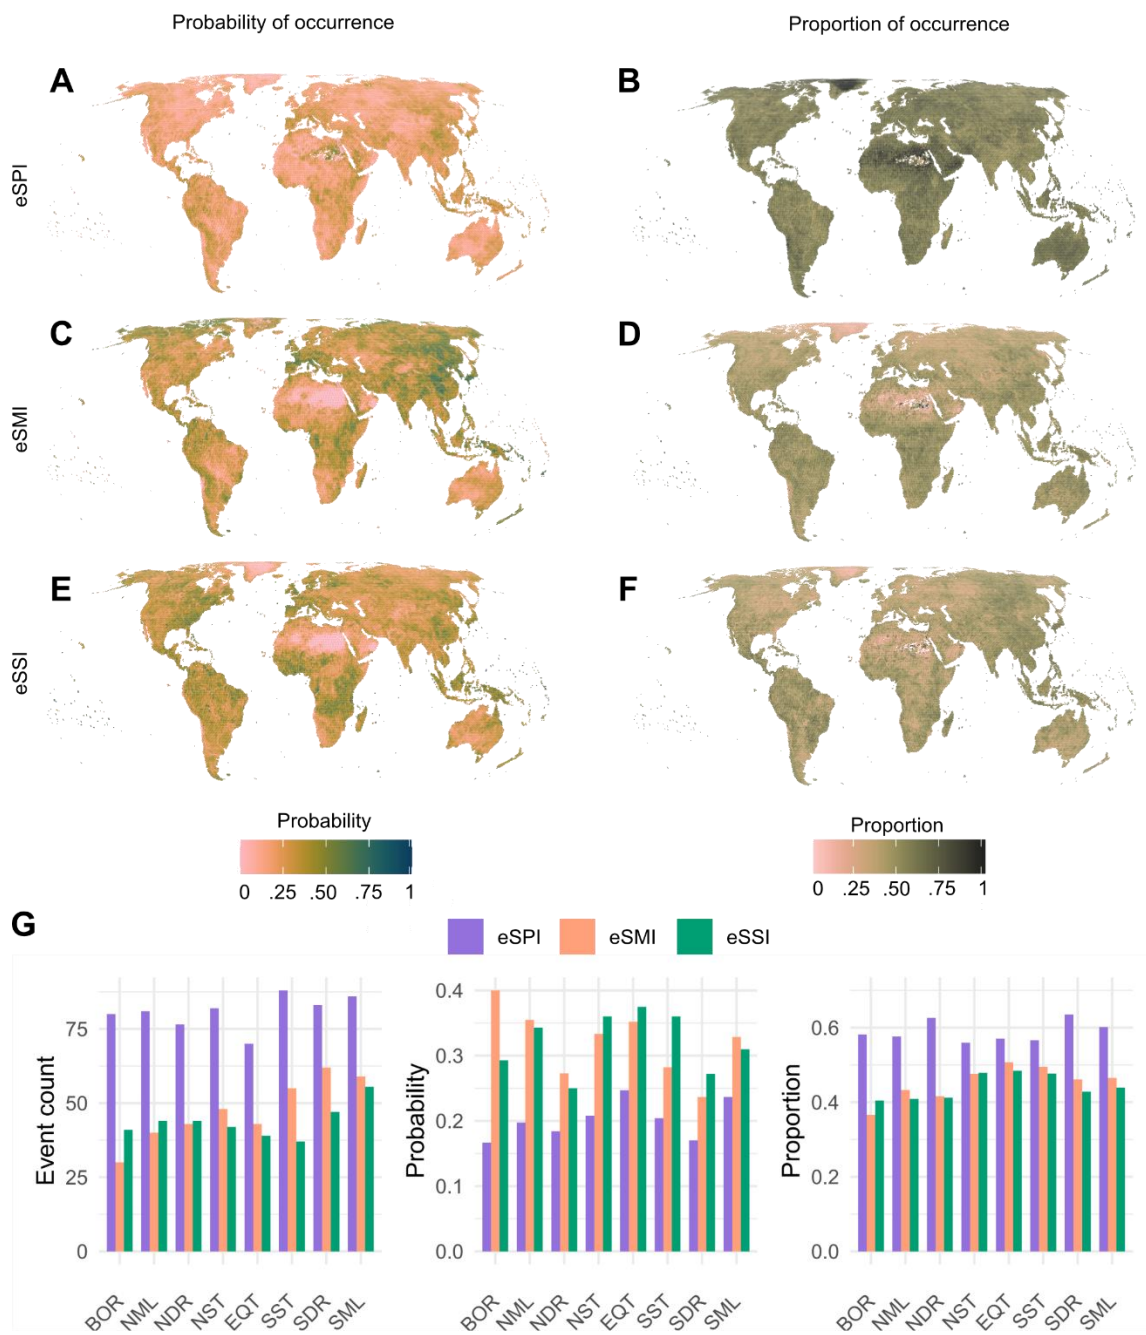 Probability of occurrence
Proportion of occurrence
A
B
eSPI
C
D
eSMI
E
F
eSSI
Probability
0 .25 .50 .75 1
Proportion
0 .25 .50 .75 1
G
eSPI eSMI eSSI
Event count
75
50
25
0
BOR NML NDR NST EQT SST SDR SML
Probability
0.4
0.3
0.2
0.1
0.0
BOR NML NDR NST EQT SST SDR SML
Proportion
0.6
0.4
0.2
0.0
BOR NML NDR NST EQT SST SDR SML